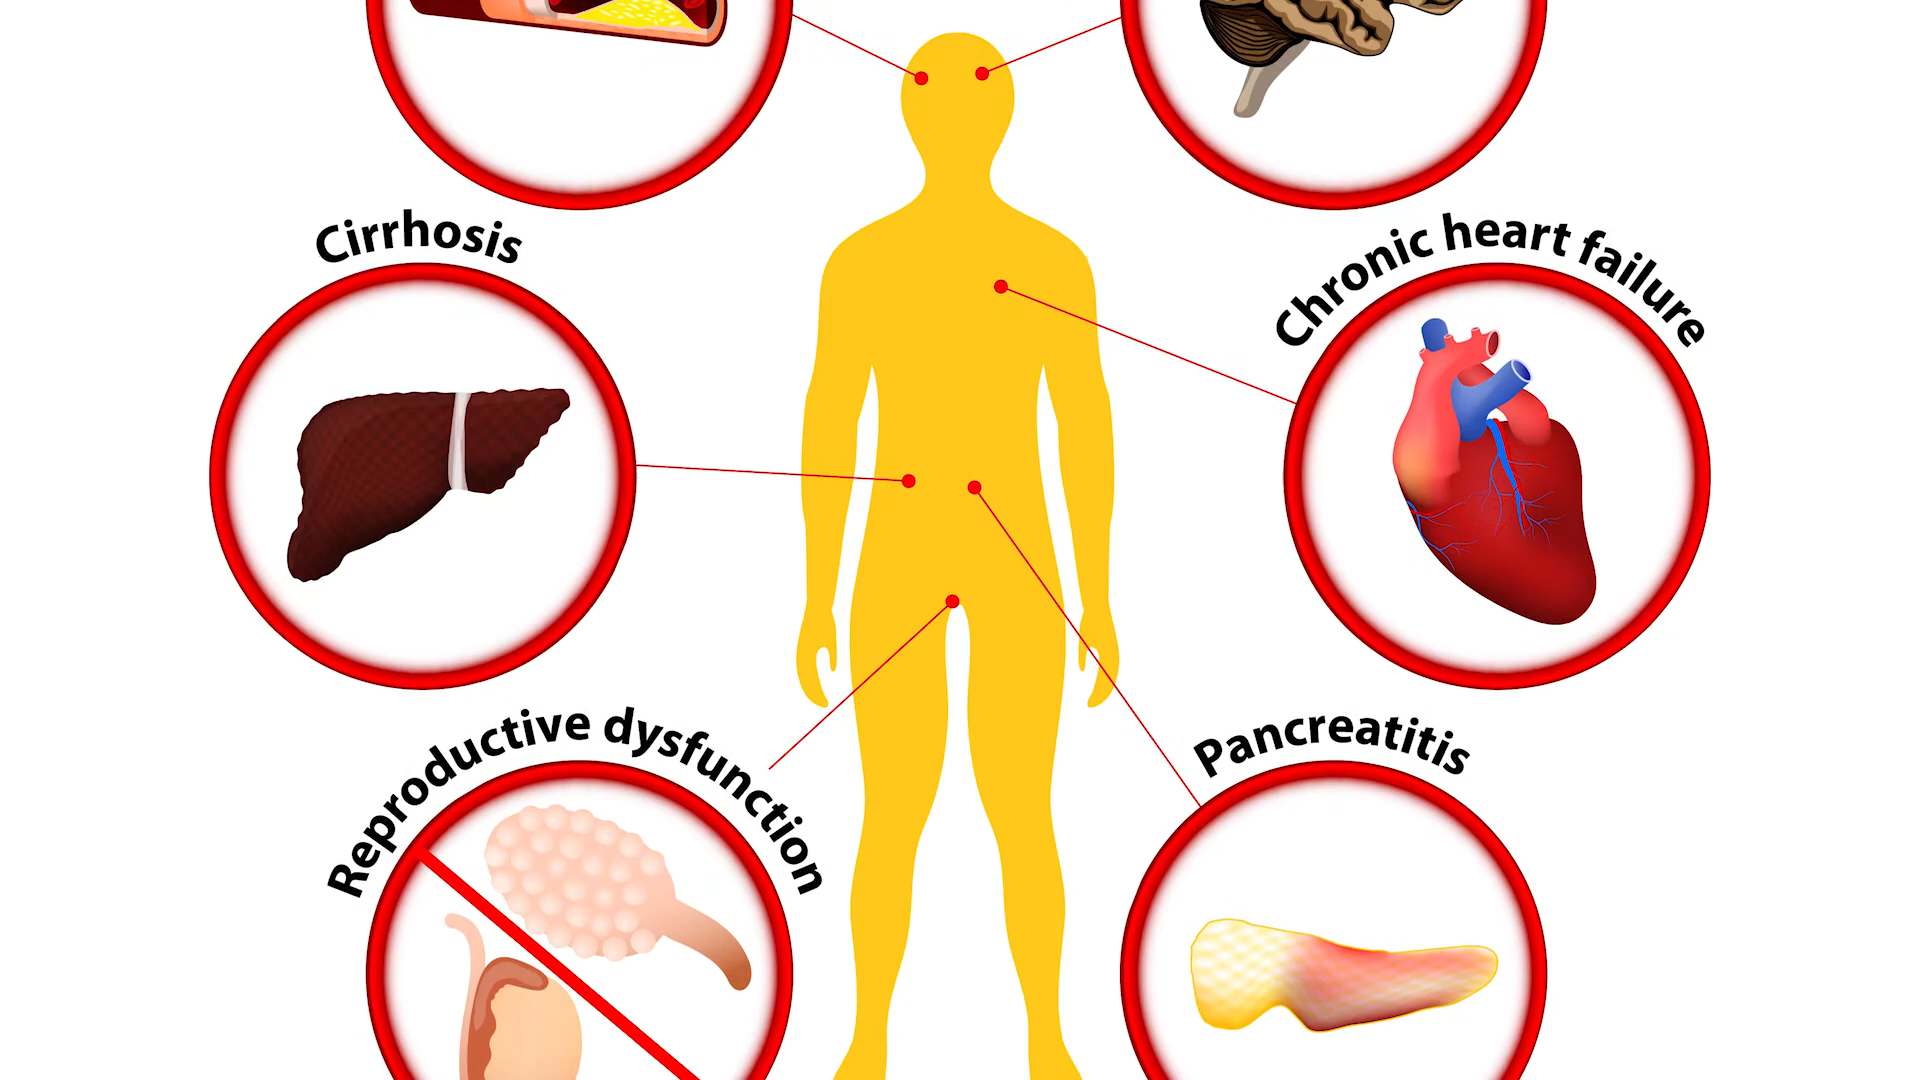 Cirrhosis
Chronic heart failure
Reproductive dysfunction
Pancreatitis